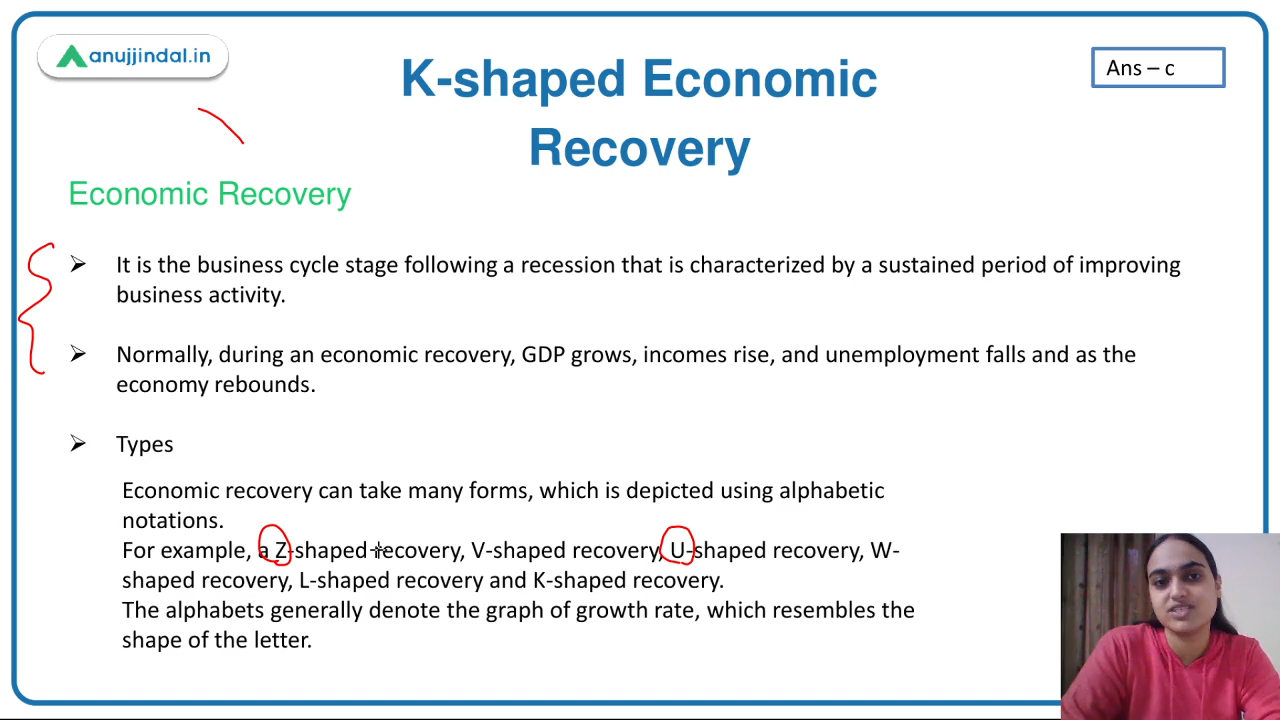 anujjindal.in
K-shaped Economic
Recovery
Ans – c
Economic Recovery
➢ It is the business cycle stage following a recession that is characterized by a sustained period of improving
business activity.
➢ Normally, during an economic recovery, GDP grows, incomes rise, and unemployment falls and as the
economy rebounds.
➢ Types
Economic recovery can take many forms, which is depicted using alphabetic
notations.
For example, a Z-shaped recovery, V-shaped recovery, U-shaped recovery, W-
shaped recovery, L-shaped recovery and K-shaped recovery.
The alphabets generally denote the graph of growth rate, which resembles the
shape of the letter.